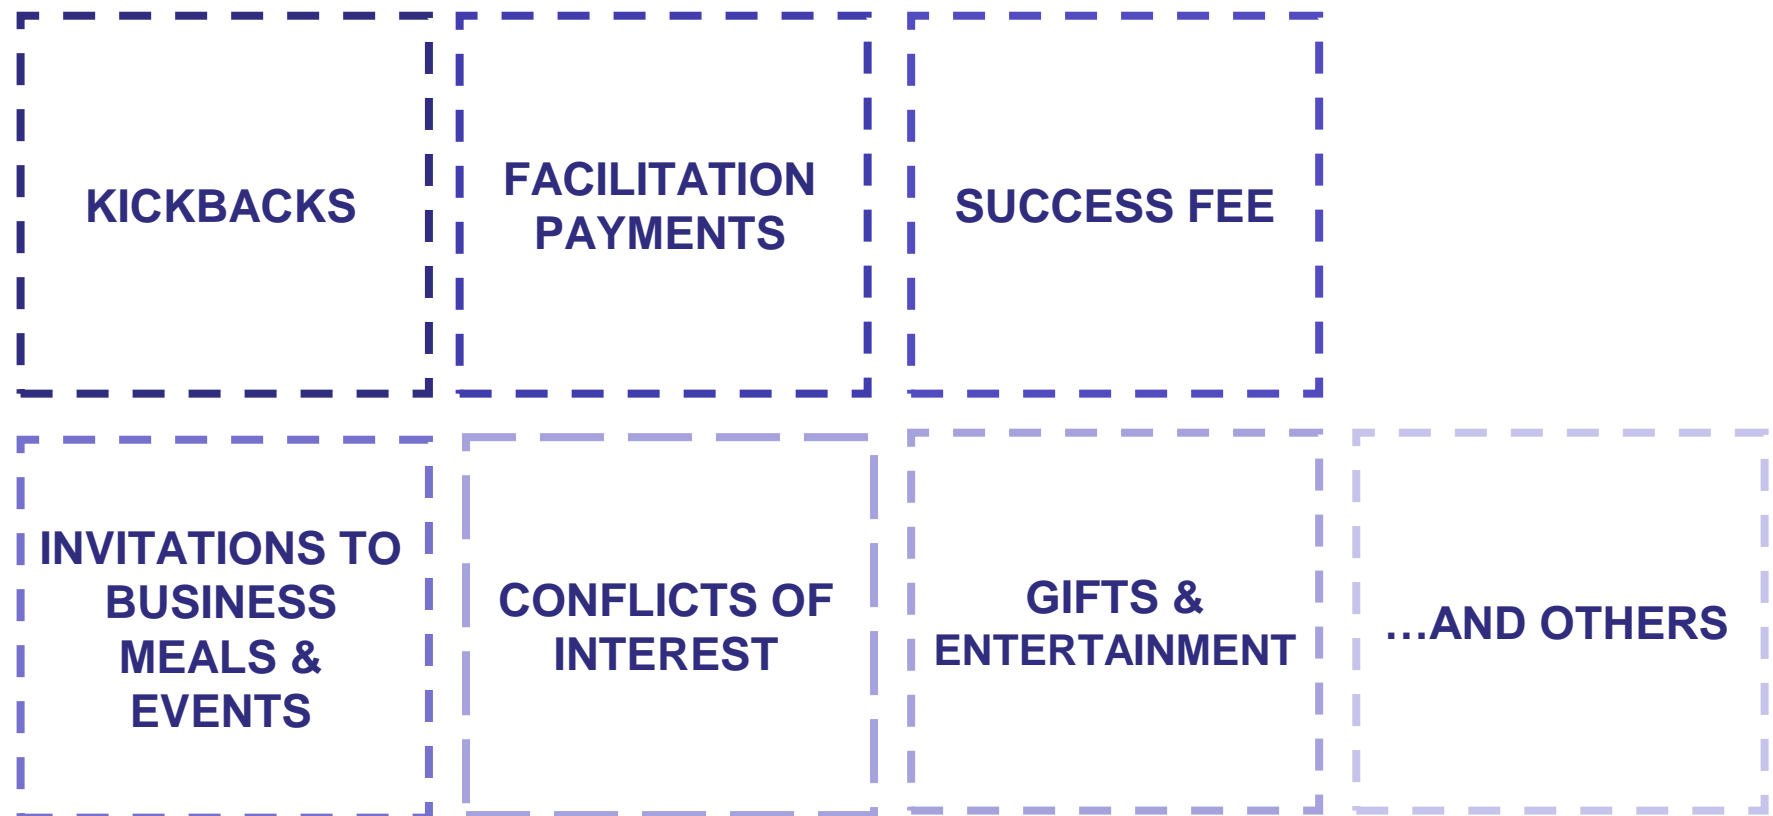 KICKBACKS
FACILITATION
PAYMENTS
SUCCESS FEE
INVITATIONS TO
BUSINESS
MEALS &
EVENTS
CONFLICTS OF
INTEREST
GIFTS &
ENTERTAINMENT
…AND OTHERS